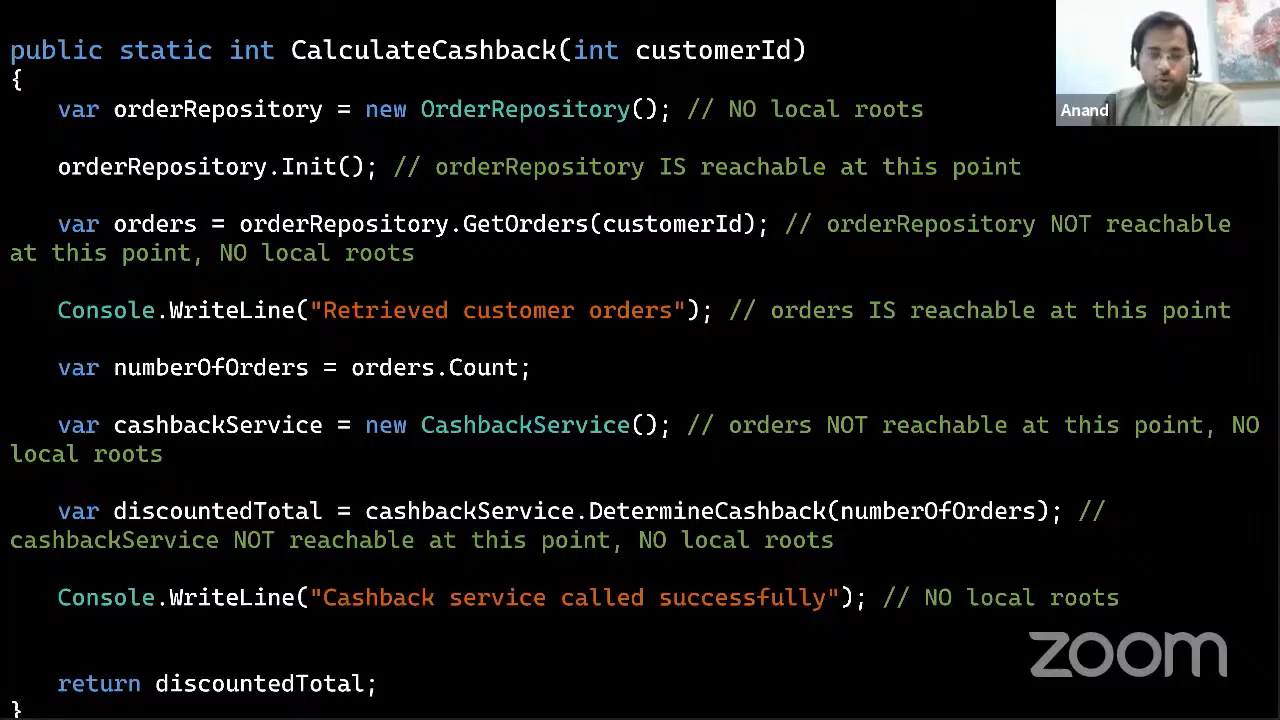 public static int CalculateCashback(int customerId)
{
var orderRepository = new OrderRepository(); // NO local roots
orderRepository.Init(); // orderRepository IS reachable at this point
var orders = orderRepository.GetOrders(customerId); // orderRepository NOT reachable
at this point, NO local roots
Console.WriteLine("Retrieved customer orders"); // orders IS reachable at this point
var numberOfOrders = orders.Count;
var cashbackService = new CashbackService(); // orders NOT reachable at this point, NO
local roots
var discountedTotal = cashbackService.DetermineCashback(numberOfOrders); //
cashbackService NOT reachable at this point, NO local roots
Console.WriteLine("Cashback service called successfully"); // NO local roots
return discountedTotal;
}
Anand
zoom